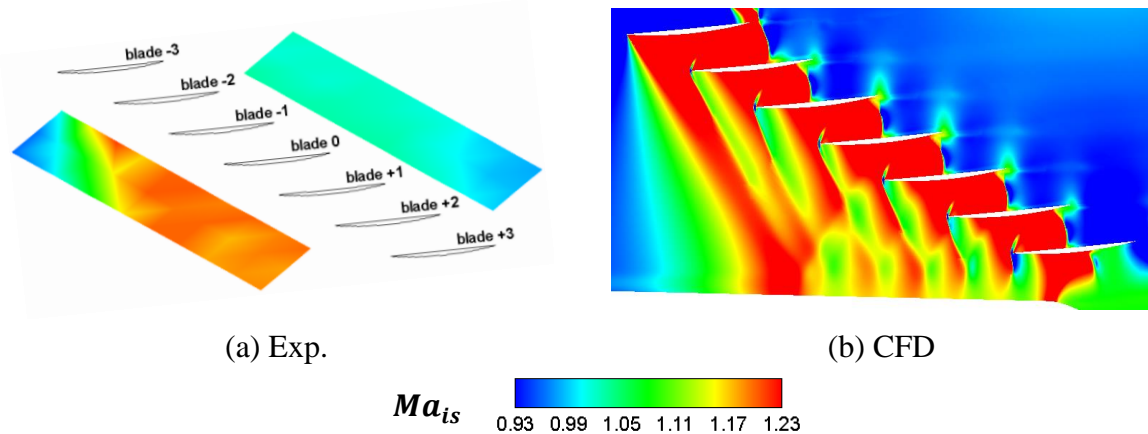 blade -3
blade -2
blade -1
blade 0
blade +1
blade +2
blade +3
(a) Exp.
(b) CFD
Ma_is
0.93 0.99 1.05 1.11 1.17 1.23